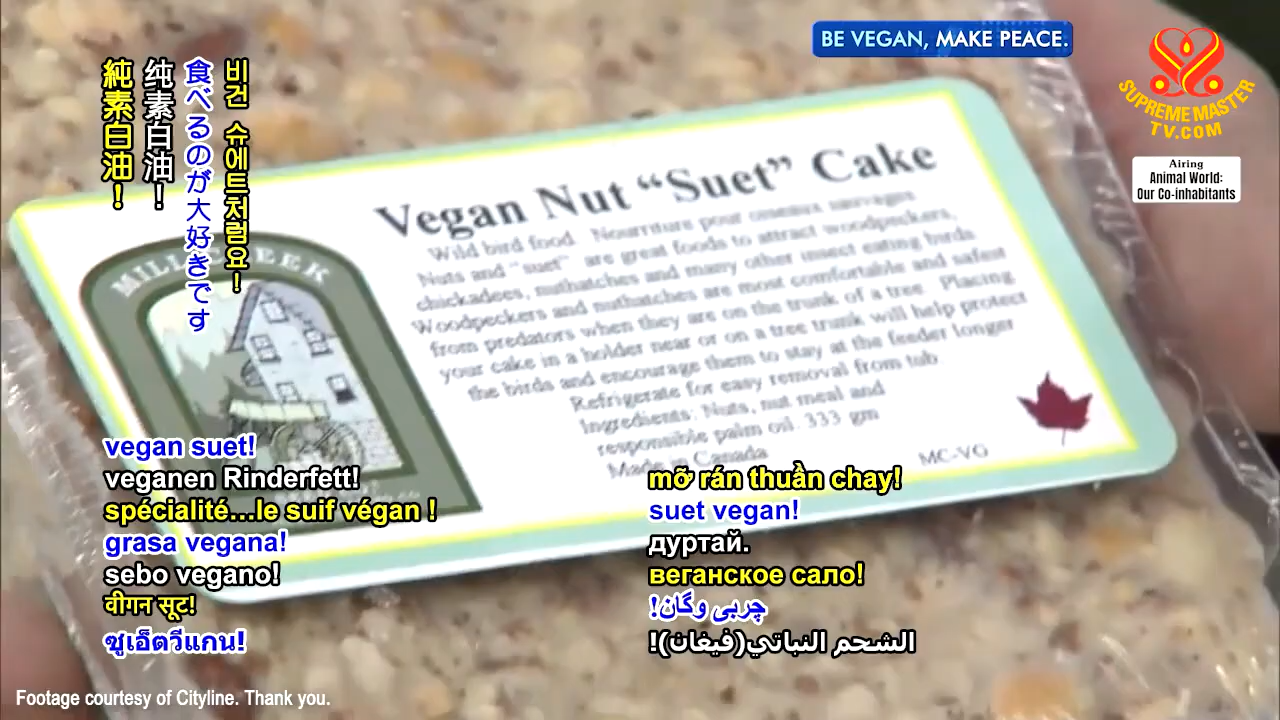 BE VEGAN, MAKE PEACE.
SUPREME MASTER
TV.COM
Airing
Animal World:
Our Co-inhabitants
비건 슈에트처럼요!
食べるのが大好きです
纯素白油!
純素白油!
Vegan Nut “Suet” Cake
Wild bird food. Nourriture pour oiseaux sauvages
Nuts and “suet” are great foods to attract woodpeckers,
chickadees, nuthatches and many other insect eating birds
Woodpeckers and nuthatches are most comfortable and safest
from predators when they are on the trunk of a tree. Placing
your cake in a holder near or on a tree trunk will help protect
the birds and encourage them to stay at the feeder longer
Refrigerate for easy removal from tub
Ingredients: Nuts, nut meal and
responsible palm oil. 333 gm
Made in Canada
MC-VG
MILL CREEK
vegan suet!
veganen Rinderfett!
spécialité...le suif végan !
grasa vegana!
sebo vegano!
वीगन सूट!
ซูเอ็ตวีแกน!
mỡ rán thuần chay!
suet vegan!
дуртай.
веганское сало!
چربی وگان!
الشحم النباتي(فيغان)!
Footage courtesy of Cityline. Thank you.